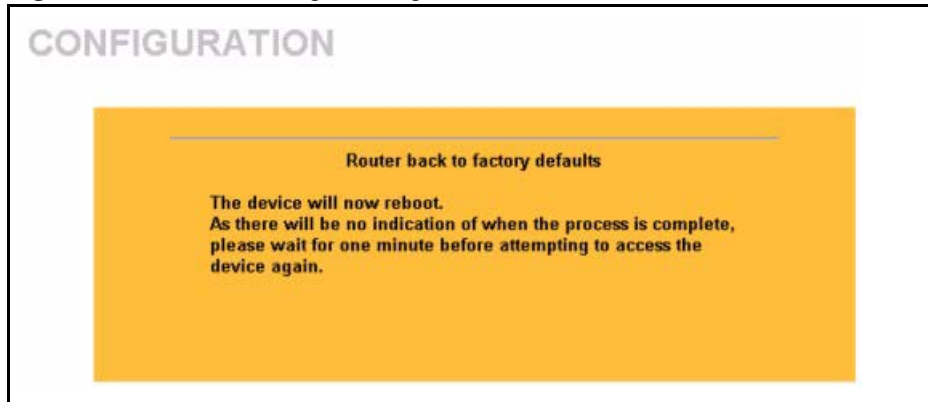 CONFIGURATION
Router back to factory defaults
The device will now reboot.
As there will be no indication of when the process is complete,
please wait for one minute before attempting to access the
device again.